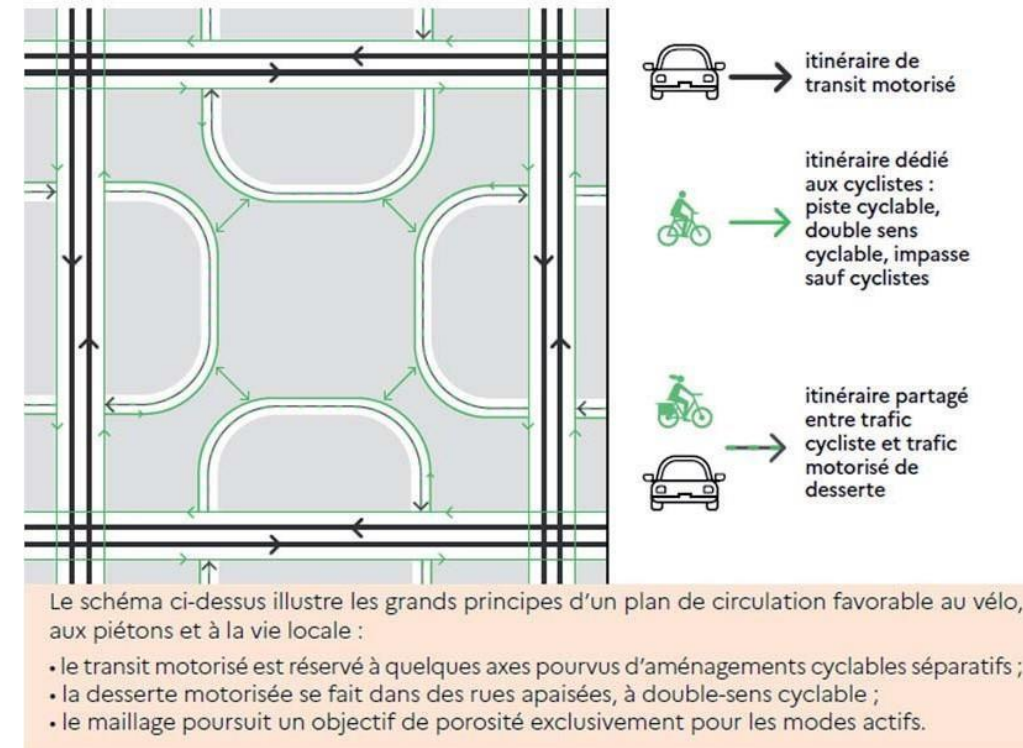 itinéraire de
transit motorisé
itinéraire dédié
aux cyclistes :
piste cyclable,
double sens
cyclable, impasse
sauf cyclistes
itinéraire partagé
entre trafic
cycliste et trafic
motorisé de
desserte
Le schéma ci-dessus illustre les grands principes d'un plan de circulation favorable au vélo,
aux piétons et à la vie locale :
• le transit motorisé est réservé à quelques axes pourvus d'aménagements cyclables séparatifs ;
• la desserte motorisée se fait dans des rues apaisées, à double-sens cyclable ;
• le maillage poursuit un objectif de porosité exclusivement pour les modes actifs.